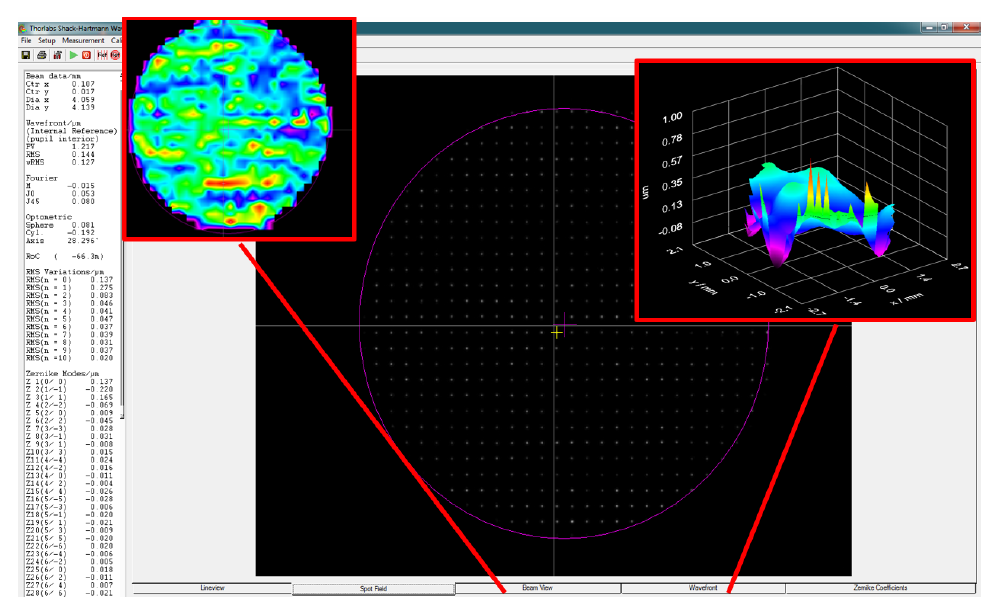 Thorlabs Shack-Hartmann Wa
File Setup Measurement Cal
Beam data/mm
Ctr x 0.107
Ctr y 0.017
Dia x 4.059
Dia y 4.139
Wavefront/µm
(Internal Reference)
(pupil interior)
PV 1.217
RMS 0.144
wRMS 0.127
Fourier
M -0.015
J0 0.053
J45 0.080
Optometric
Sphere 0.081
Cyl. -0.192
Axis 28.296°
RoC ( -66.3m)
RMS Variations/µm
RMS(n = 0) 0.137
RMS(n = 1) 0.275
RMS(n = 2) 0.083
RMS(n = 3) 0.046
RMS(n = 4) 0.041
RMS(n = 5) 0.047
RMS(n = 6) 0.037
RMS(n = 7) 0.039
RMS(n = 8) 0.031
RMS(n = 9) 0.037
RMS(n =10) 0.020
Zernike Modes/µm
Z 1(0/ 0) 0.137
Z 2(1/-1) -0.220
Z 3(1/ 1) 0.165
Z 4(2/-2) -0.069
Z 5(2/ 0) 0.009
Z 6(2/ 2) -0.045
Z 7(3/-3) 0.028
Z 8(3/-1) 0.031
Z 9(3/ 1) -0.008
Z10(3/ 3) 0.015
Z11(4/-4) 0.024
Z12(4/-2) 0.016
Z13(4/ 0) -0.011
Z14(4/ 2) -0.004
Z15(4/ 4) -0.026
Z16(5/-5) -0.028
Z17(5/-3) 0.006
Z18(5/-1) -0.020
Z19(5/ 1) -0.021
Z20(5/ 3) -0.009
Z21(5/ 5) -0.020
Z22(6/-6) 0.020
Z23(6/-4) -0.006
Z24(6/-2) 0.005
Z25(6/ 0) 0.018
Z26(6/ 2) -0.011
Z27(6/ 4) 0.007
Z28(6/ 6) -0.021
1.00
0.78
0.57
0.35
0.13
-0.08
um
2.1
1.0
0.0
-1.0
-2.1
y / mm
-2.1
-1.4
0.0
1.4
2.1
x / mm
Lineview
Spot Field
Beam View
Wavefront
Zernike Coefficients